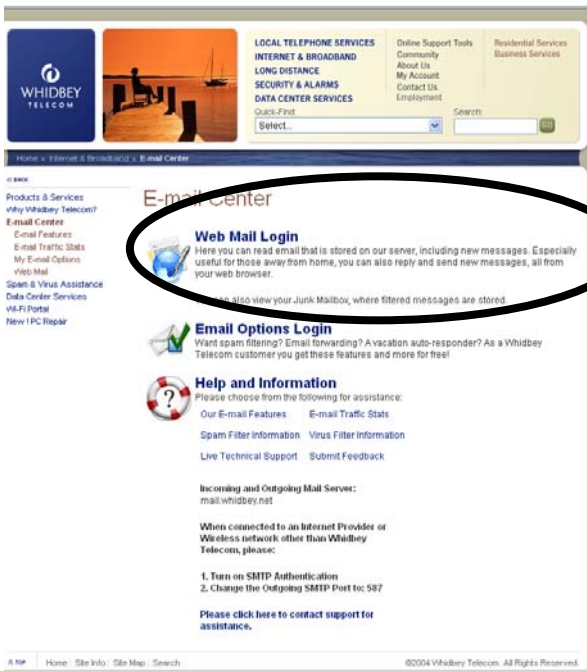 WHIDBEY
TELECOM
LOCAL TELEPHONE SERVICES
INTERNET & BROADBAND
LONG DISTANCE
SECURITY & ALARMS
DATA CENTER SERVICES
Online Support Tools
Community
About Us
My Account
Contact Us
Employment
Residential Services
Business Services
Quick-Find:
Select...
Search:
GO
Home » Internet & Broadband » E-mail Center
<< BACK
Products & Services
Why Whidbey Telecom?
E-mail Center
E-mail Features
E-mail Traffic Stats
My E-mail Options
Web Mail
Spam & Virus Assistance
Data Center Services
Wi-Fi Portal
New ! PC Repair
E-mail Center
Web Mail Login
Here you can read email that is stored on our server, including new messages. Especially
useful for those away from home, you can also reply and send new messages, all from
your web browser.
can also view your Junk Mailbox, where filtered messages are stored.
Email Options Login
Want spam filtering? Email forwarding? A vacation auto-responder? As a Whidbey
Telecom customer you get these features and more for free!
Help and Information
Please choose from the following for assistance:
Our E-mail Features E-mail Traffic Stats
Spam Filter Information Virus Filter Information
Live Technical Support Submit Feedback
Incoming and Outgoing Mail Server:
mail.whidbey.net
When connected to an Internet Provider or
Wireless network other than Whidbey
Telecom, please:
1. Turn on SMTP Authentication
2. Change the Outgoing SMTP Port to: 587
Please click here to contact support for
assistance.
^ TOP Home : Site Info : Site Map : Search ©2004 Whidbey Telecom. All Rights Reserved.